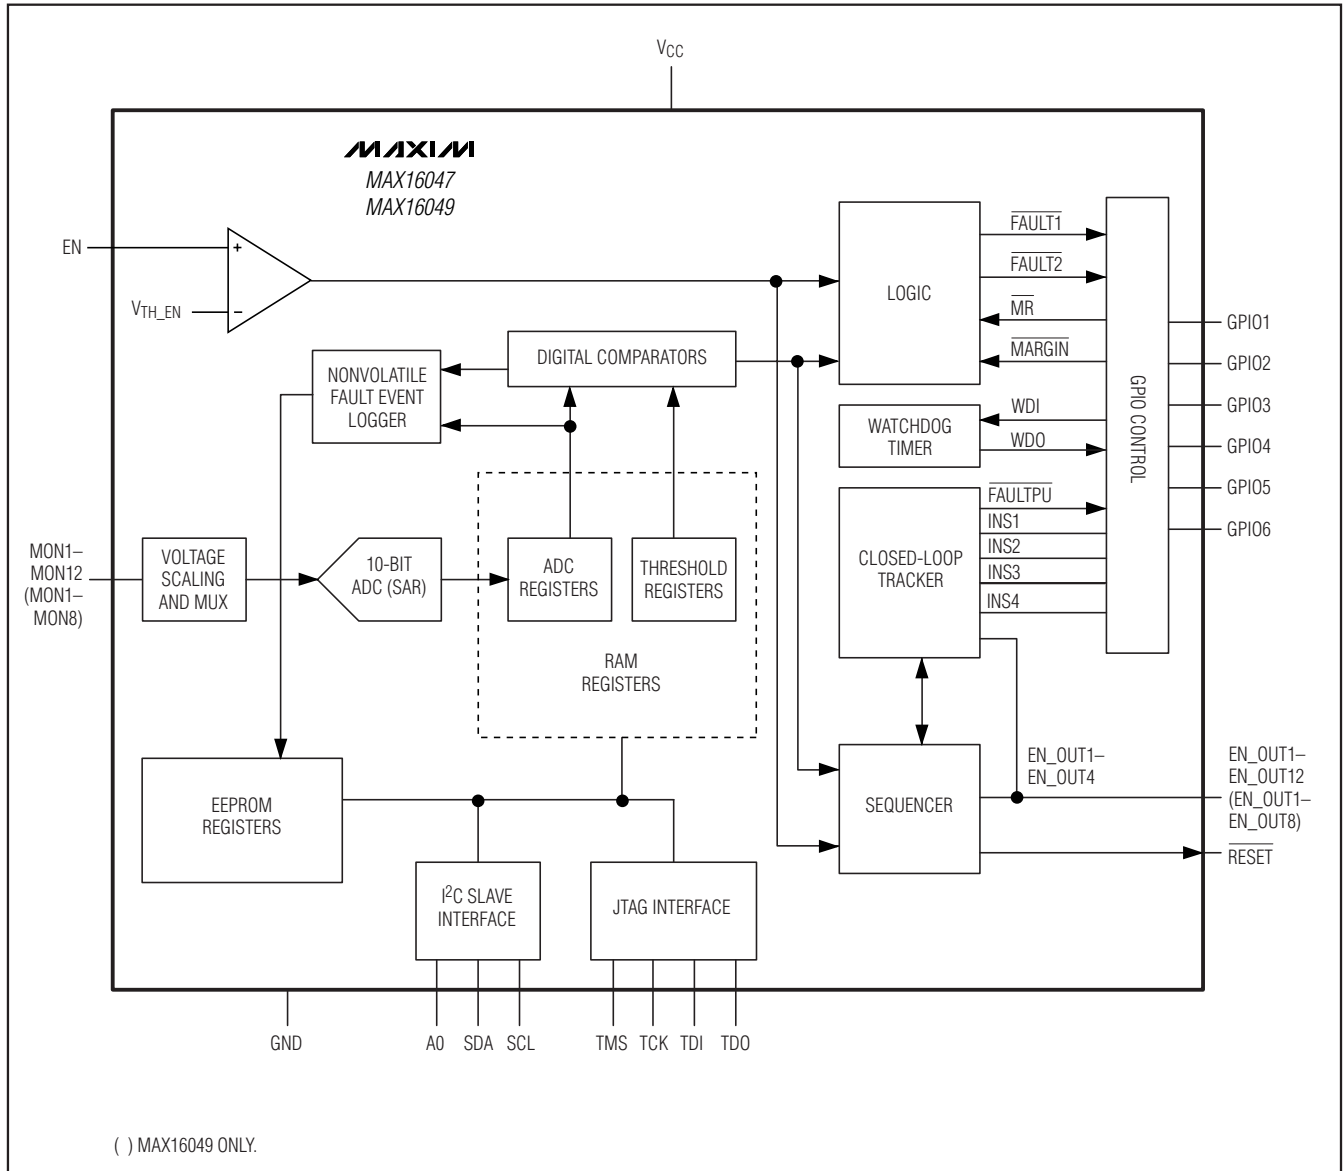 VCC
MAXIM
MAX16047
MAX16049
EN
+
VTH_EN
−
LOGIC
FAULT1
FAULT2
MR
MARGIN
GPIO CONTROL
GPIO1
GPIO2
GPIO3
GPIO4
GPIO5
GPIO6
DIGITAL COMPARATORS
NONVOLATILE
FAULT EVENT
LOGGER
WATCHDOG
TIMER
WDI
WDO
CLOSED-LOOP
TRACKER
FAULTPU
INS1
INS2
INS3
INS4
MON1–
MON12
(MON1–
MON8)
VOLTAGE
SCALING
AND MUX
10-BIT
ADC (SAR)
ADC
REGISTERS
THRESHOLD
REGISTERS
RAM
REGISTERS
EEPROM
REGISTERS
SEQUENCER
EN_OUT1–
EN_OUT4
EN_OUT1–
EN_OUT12
(EN_OUT1–
EN_OUT8)
RESET
I2C SLAVE
INTERFACE
JTAG INTERFACE
GND
A0
SDA
SCL
TMS
TCK
TDI
TDO
( ) MAX16049 ONLY.